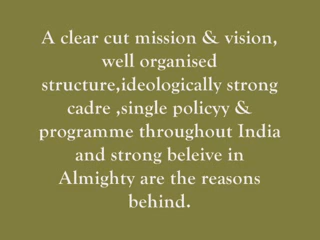 A clear cut mission & vision,
well organised
structure,ideologically strong
cadre ,single policyy &
programme throughout India
and strong beleive in
Almighty are the reasons
behind.